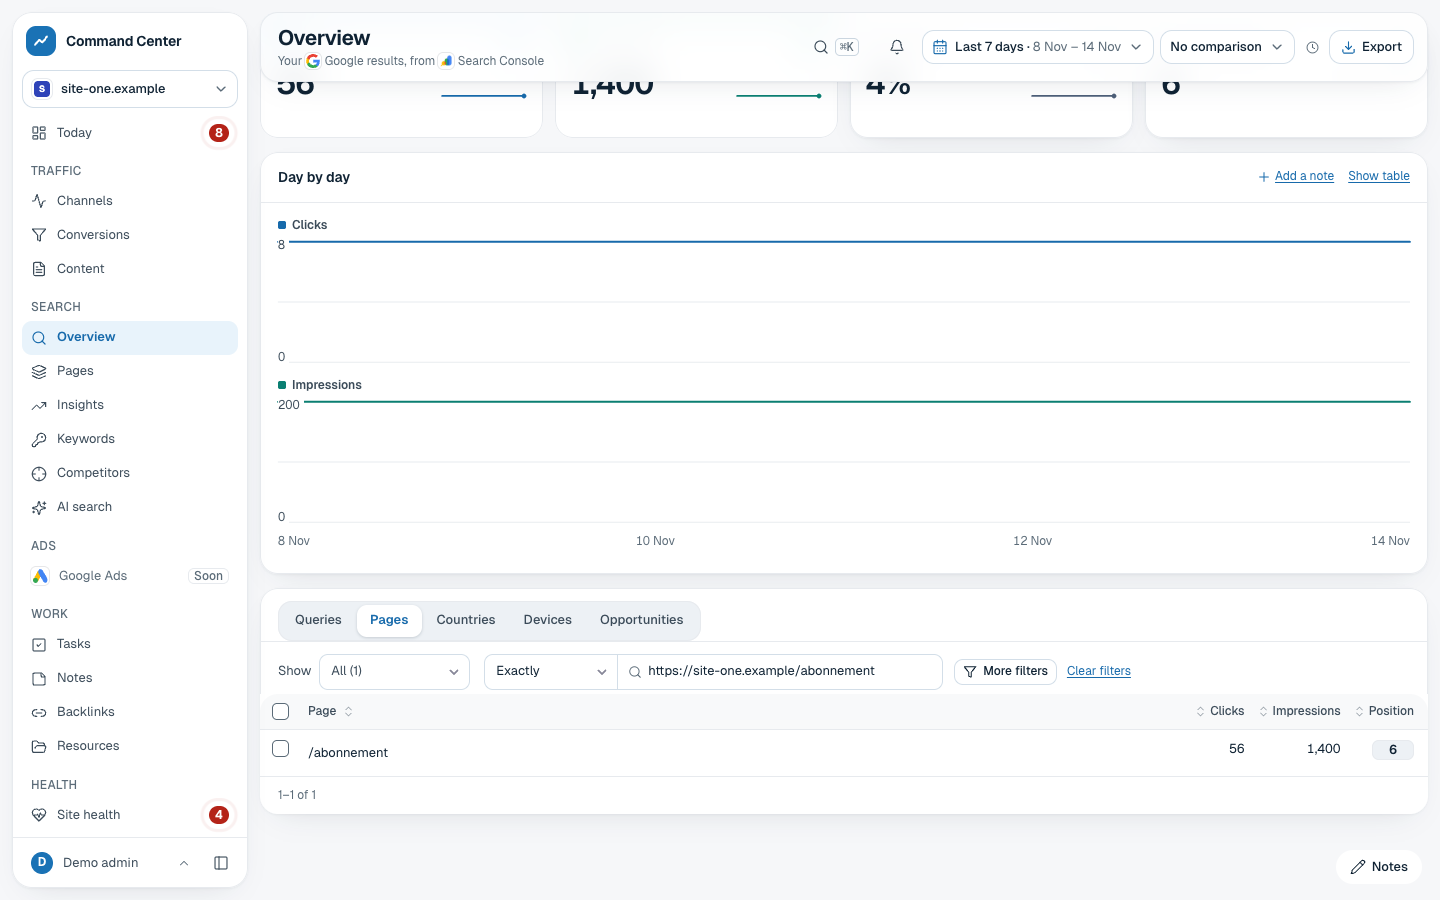 Command Center
site-one.example
Today
8
TRAFFIC
Channels
Conversions
Content
SEARCH
Overview
Pages
Insights
Keywords
Competitors
AI search
ADS
Google Ads
Soon
WORK
Tasks
Notes
Backlinks
Resources
HEALTH
Site health
4
D
Demo admin
Overview
Your Google results, from Search Console
⌘K
Last 7 days · 8 Nov – 14 Nov
No comparison
Export
56
1,400
4%
6
Day by day
Add a note
Show table
Clicks
8
0
Impressions
200
0
8 Nov
10 Nov
12 Nov
14 Nov
Queries
Pages
Countries
Devices
Opportunities
Show
All (1)
Exactly
https://site-one.example/abonnement
More filters
Clear filters
Page
Clicks
Impressions
Position
/abonnement
56
1,400
6
1–1 of 1
Notes